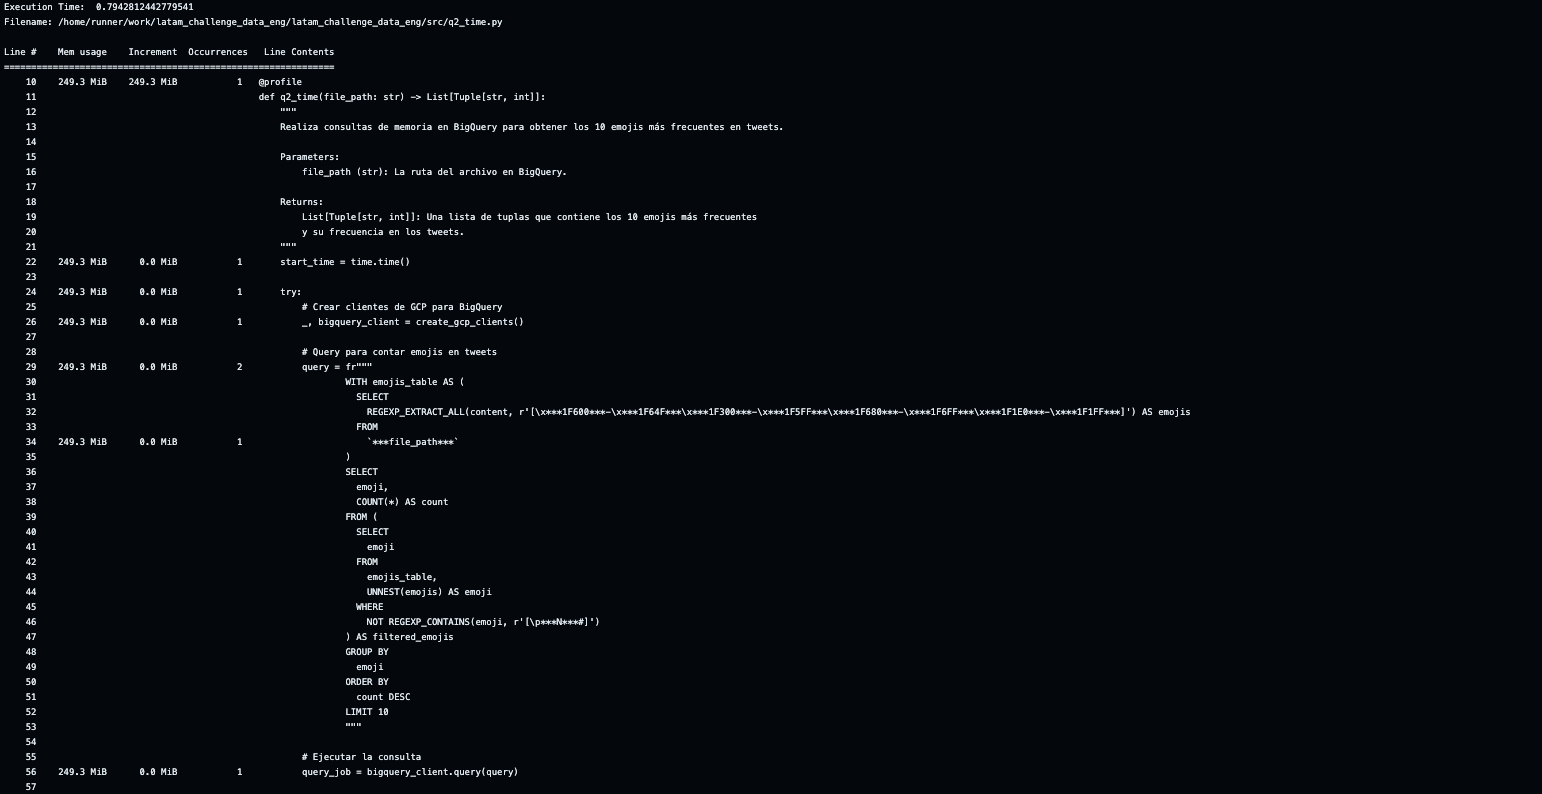 Execution Time:  0.7942812442779541
Filename: /home/runner/work/latam_challenge_data_eng/latam_challenge_data_eng/src/q2_time.py
Line #    Mem usage    Increment  Occurrences   Line Contents
=============================================================
    10    249.3 MiB    249.3 MiB           1   @profile
    11                                         def q2_time(file_path: str) -> List[Tuple[str, int]]:
    12                                             """
    13                                             Realiza consultas de memoria en BigQuery para obtener los 10 emojis más frecuentes en tweets.
    14
    15                                             Parameters:
    16                                                 file_path (str): La ruta del archivo en BigQuery.
    17
    18                                             Returns:
    19                                                 List[Tuple[str, int]]: Una lista de tuplas que contiene los 10 emojis más frecuentes
    20                                                 y su frecuencia en los tweets.
    21                                             """
    22    249.3 MiB      0.0 MiB           1       start_time = time.time()
    23
    24    249.3 MiB      0.0 MiB           1       try:
    25                                                 # Crear clientes de GCP para BigQuery
    26    249.3 MiB      0.0 MiB           1           _, bigquery_client = create_gcp_clients()
    27
    28                                                 # Query para contar emojis en tweets
    29    249.3 MiB      0.0 MiB           2           query = fr"""
    30                                                         WITH emojis_table AS (
    31                                                           SELECT
    32                                                             REGEXP_EXTRACT_ALL(content, r'[\x***1F600***-\x***1F64F***\x***1F300***-\x***1F5FF***\x***1F680***-\x***1F6FF***\x***1F1E0***-\x***1F1FF***]') AS emojis
    33                                                           FROM
    34    249.3 MiB      0.0 MiB           1                       `***file_path***`
    35                                                         )
    36                                                         SELECT
    37                                                           emoji,
    38                                                           COUNT(*) AS count
    39                                                         FROM (
    40                                                           SELECT
    41                                                             emoji
    42                                                           FROM
    43                                                             emojis_table,
    44                                                             UNNEST(emojis) AS emoji
    45                                                           WHERE
    46                                                             NOT REGEXP_CONTAINS(emoji, r'[\p***N***#]')
    47                                                         ) AS filtered_emojis
    48                                                         GROUP BY
    49                                                           emoji
    50                                                         ORDER BY
    51                                                           count DESC
    52                                                         LIMIT 10
    53                                                         """
    54
    55                                                 # Ejecutar la consulta
    56    249.3 MiB      0.0 MiB           1           query_job = bigquery_client.query(query)
    57